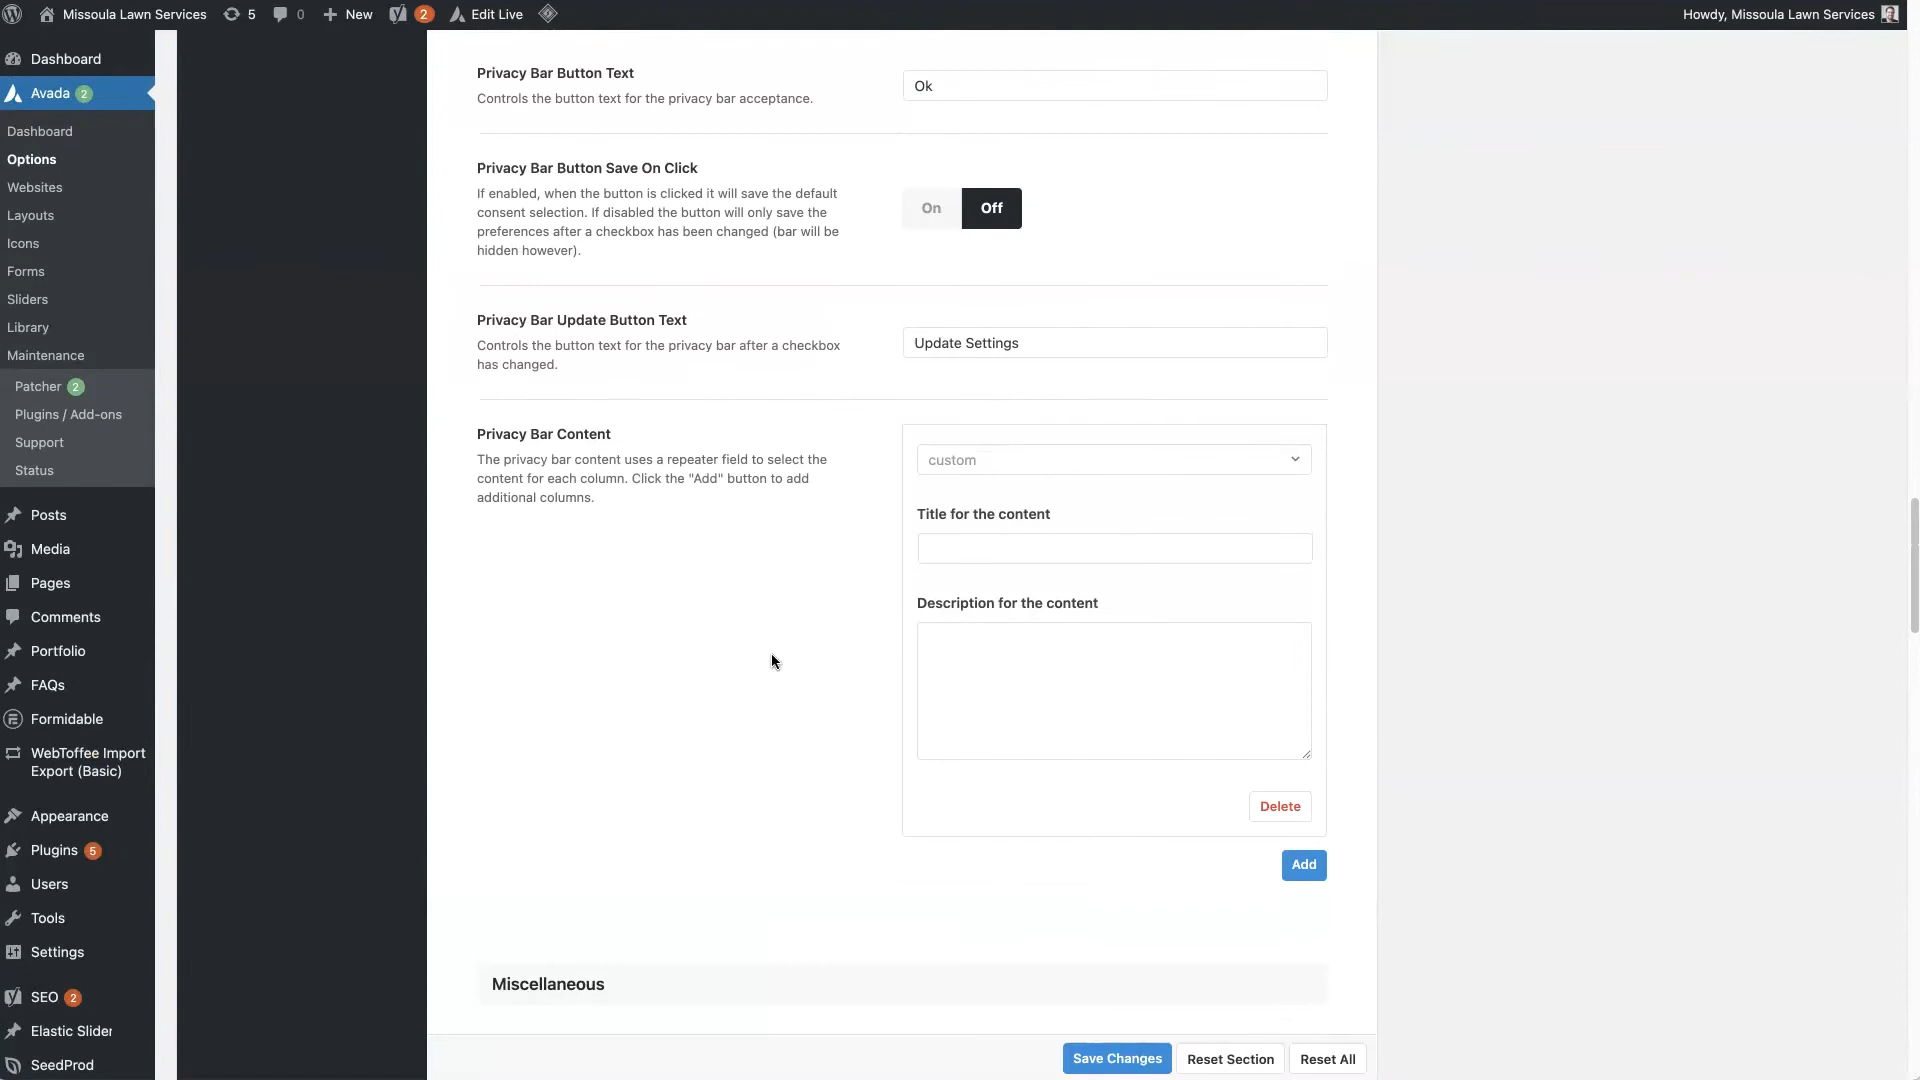 Missoula Lawn Services 5 0 New 2 Edit Live Howdy, Missoula Lawn Services
Dashboard
Avada 2
Dashboard
Options
Websites
Layouts
Icons
Forms
Sliders
Library
Maintenance
Patcher 2
Plugins / Add-ons
Support
Status
Posts
Media
Pages
Comments
Portfolio
FAQs
Formidable
WebToffee Import
Export (Basic)
Appearance
Plugins 5
Users
Tools
Settings
SEO 2
Elastic Slider
SeedProd
Privacy Bar Button Text
Controls the button text for the privacy bar acceptance.
Ok
Privacy Bar Button Save On Click
If enabled, when the button is clicked it will save the default
consent selection. If disabled the button will only save the
preferences after a checkbox has been changed (bar will be
hidden however).
On Off
Privacy Bar Update Button Text
Controls the button text for the privacy bar after a checkbox
has changed.
Update Settings
Privacy Bar Content
The privacy bar content uses a repeater field to select the
content for each column. Click the "Add" button to add
additional columns.
custom
Title for the content
Description for the content
Delete
Add
Miscellaneous
Save Changes Reset Section Reset All